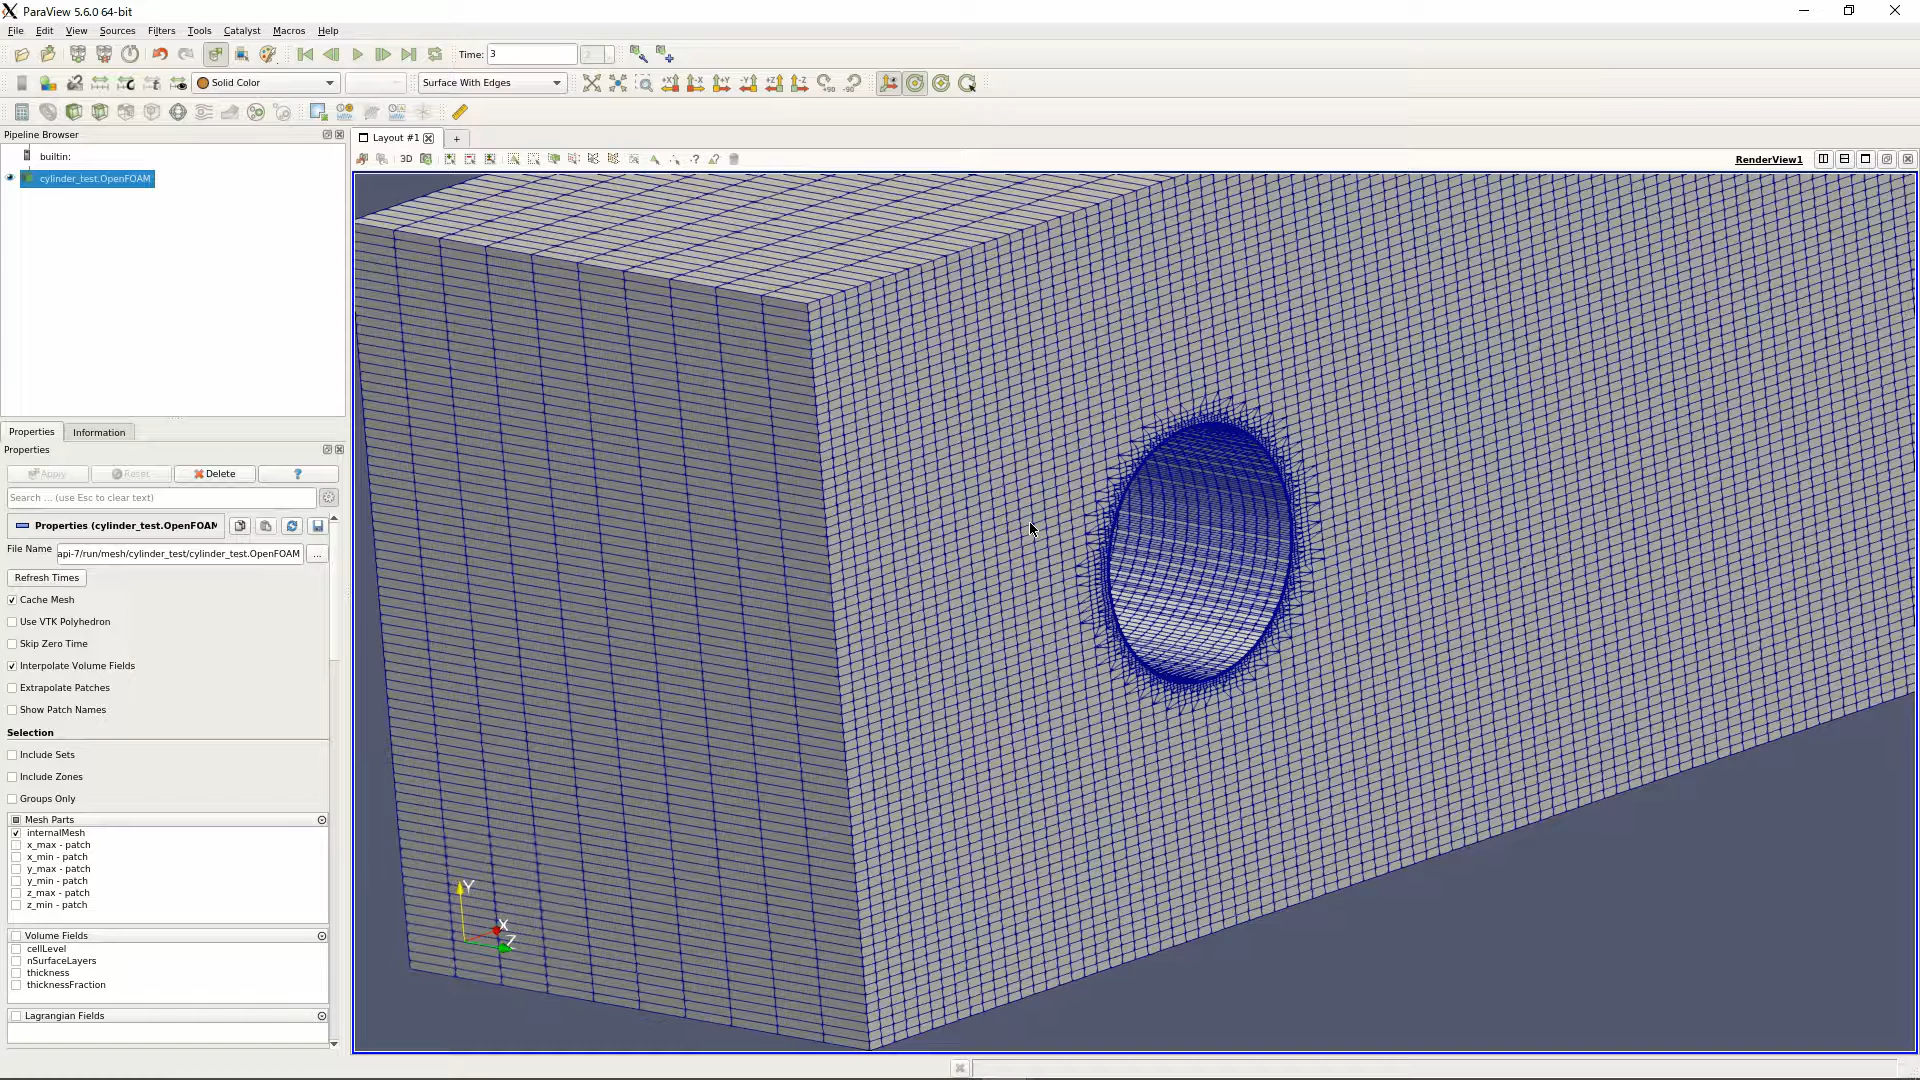 ParaView 5.6.0 64-bit
File Edit View Sources Filters Tools Catalyst Macros Help
Time: 3
Solid Color
Surface With Edges
Pipeline Browser
Layout #1
+
builtin:
3D
RenderView1
cylinder_test.OpenFOAM
Properties Information
Properties
Apply Reset Delete ?
Search ... (use Esc to clear text)
Properties (cylinder_test.OpenFOAM
File Name api-7/run/mesh/cylinder_test/cylinder_test.OpenFOAM ...
Refresh Times
Cache Mesh
Use VTK Polyhedron
Skip Zero Time
Interpolate Volume Fields
Extrapolate Patches
Show Patch Names
Selection
Include Sets
Include Zones
Groups Only
Mesh Parts
internalMesh
x_max - patch
x_min - patch
y_max - patch
y_min - patch
z_max - patch
z_min - patch
Volume Fields
cellLevel
nSurfaceLayers
thickness
thicknessFraction
Lagrangian Fields
Y
X
Z